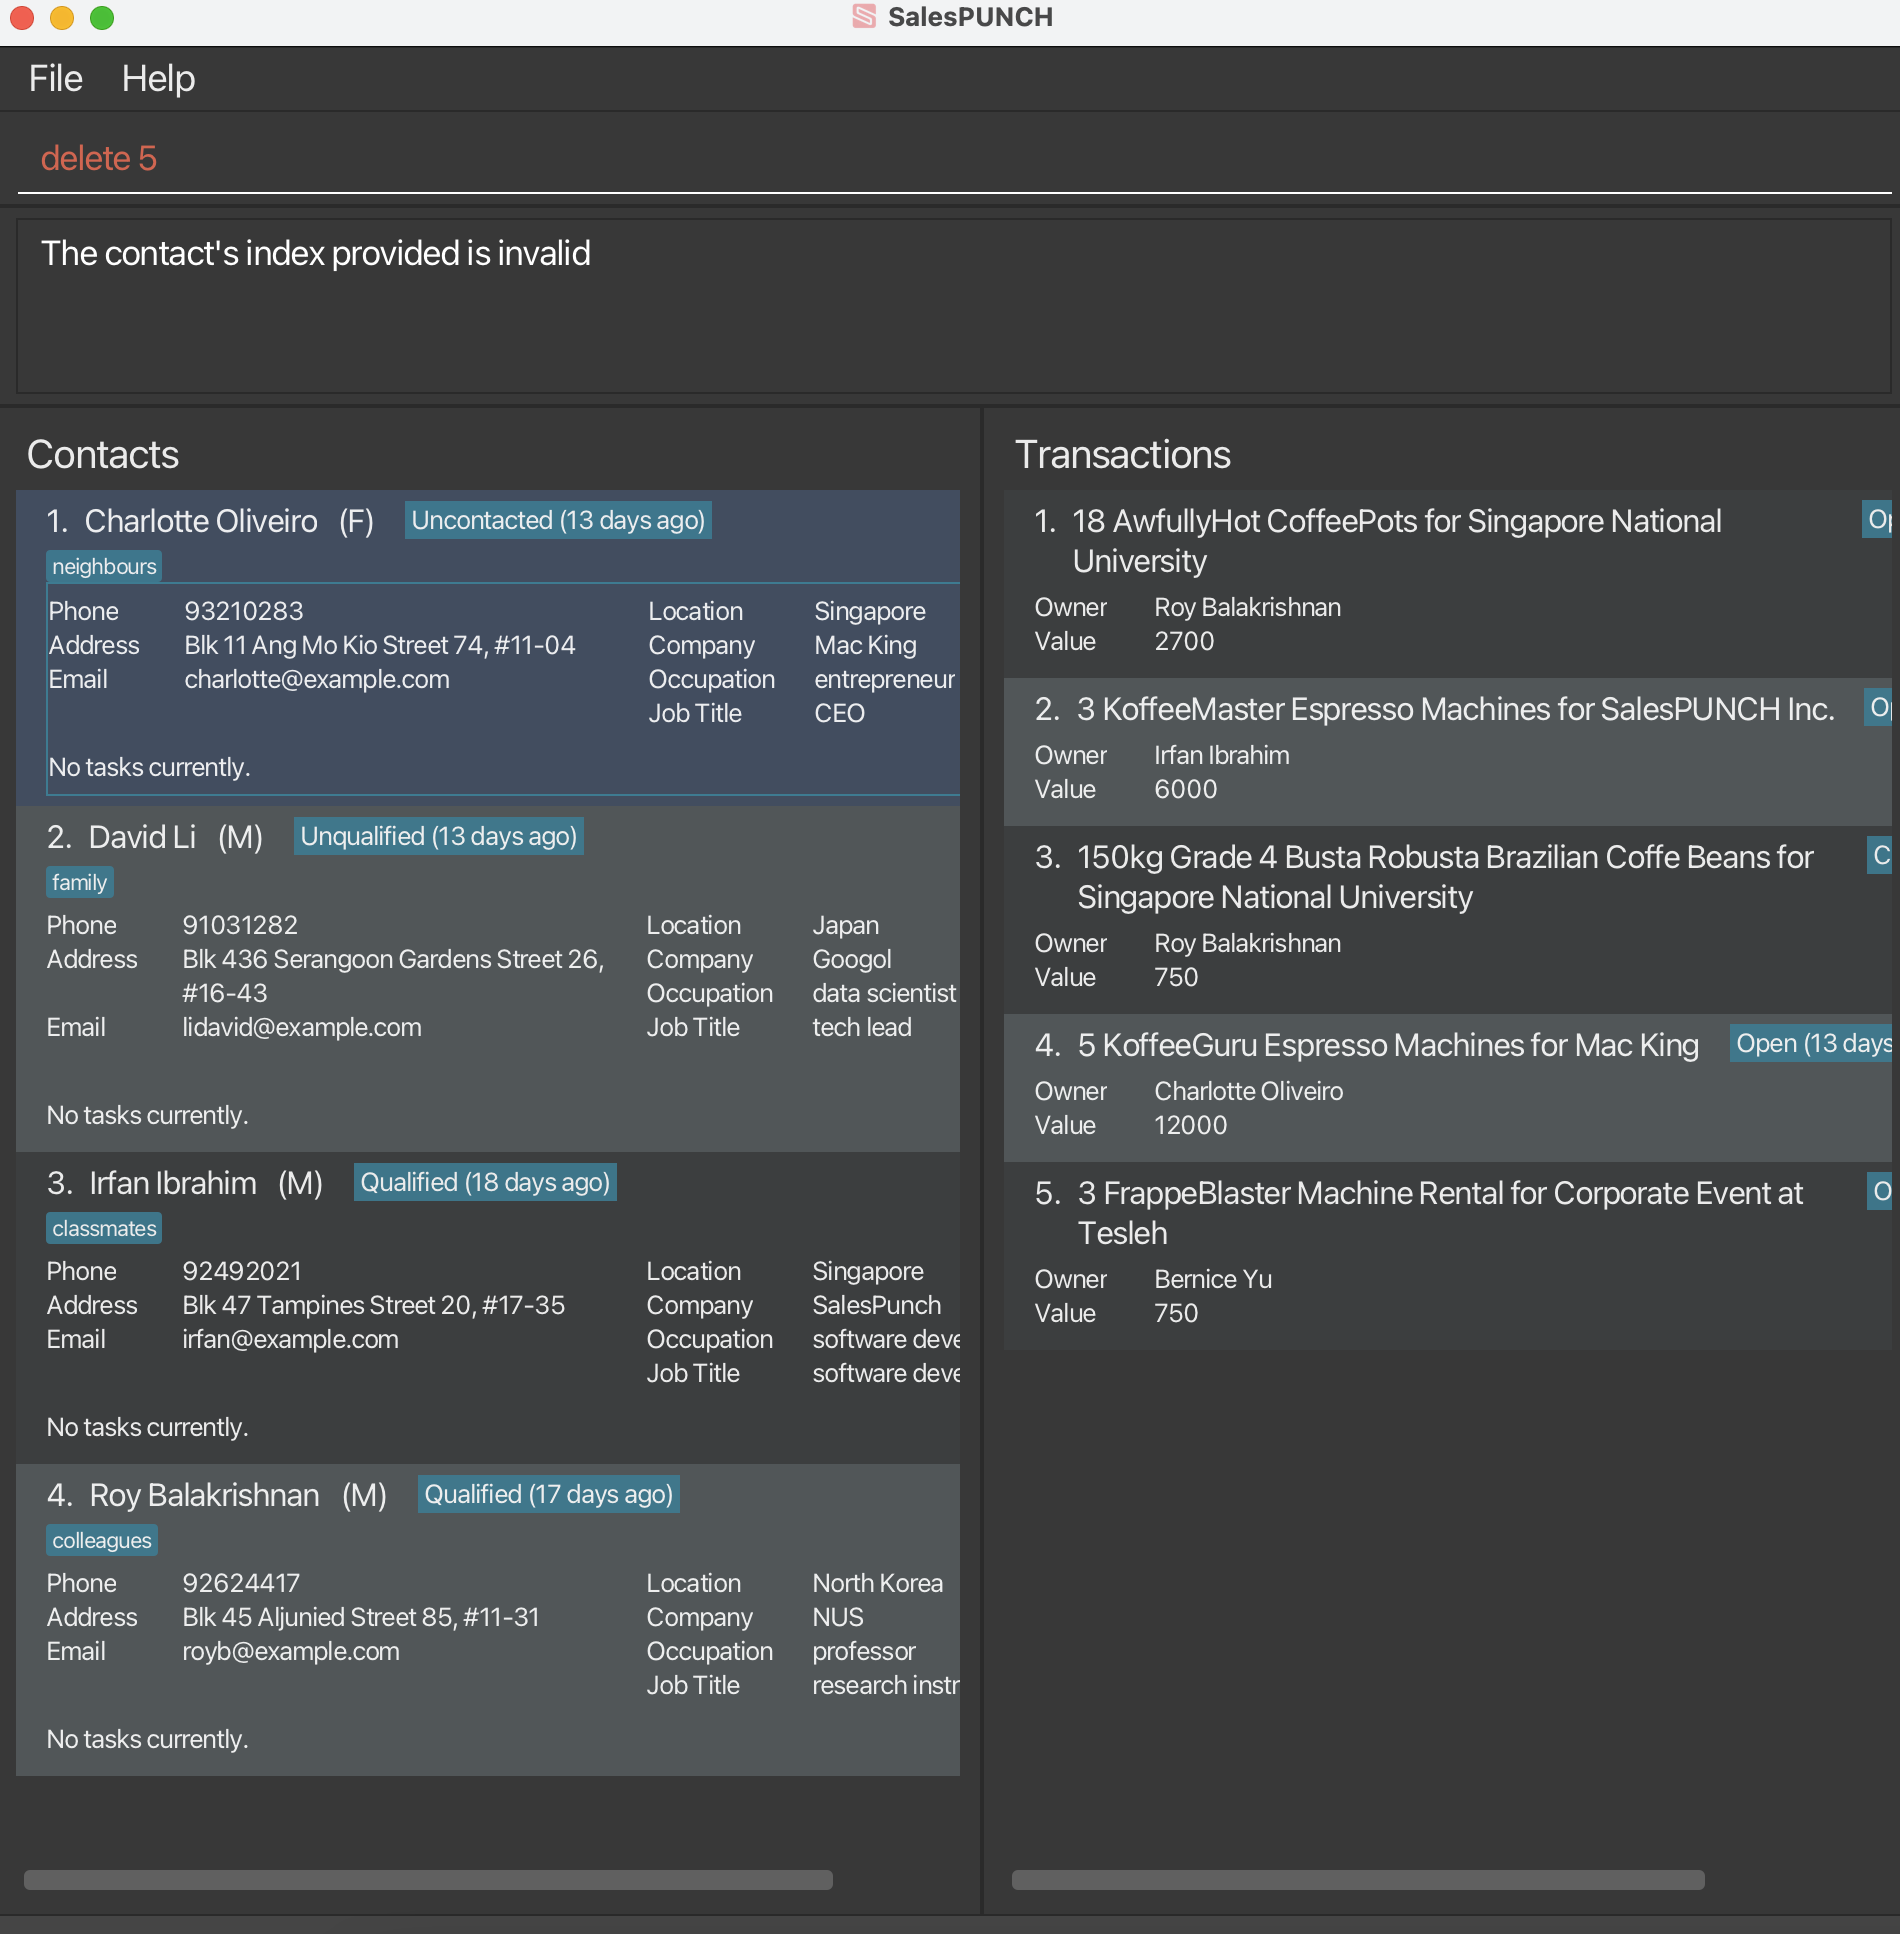 SalesPUNCH
File Help
delete 5
The contact's index provided is invalid
Contacts
1. Charlotte Oliveiro (F) Uncontacted (13 days ago)
neighbours
Phone 93210283 Location Singapore
Address Blk 11 Ang Mo Kio Street 74, #11-04 Company Mac King
Email charlotte@example.com Occupation entrepreneur
Job Title CEO
No tasks currently.
2. David Li (M) Unqualified (13 days ago)
family
Phone 91031282 Location Japan
Address Blk 436 Serangoon Gardens Street 26, Company Googol
#16-43 Occupation data scientist
Email lidavid@example.com Job Title tech lead
No tasks currently.
3. Irfan Ibrahim (M) Qualified (18 days ago)
classmates
Phone 92492021 Location Singapore
Address Blk 47 Tampines Street 20, #17-35 Company SalesPunch
Email irfan@example.com Occupation software deve
Job Title software deve
No tasks currently.
4. Roy Balakrishnan (M) Qualified (17 days ago)
colleagues
Phone 92624417 Location North Korea
Address Blk 45 Aljunied Street 85, #11-31 Company NUS
Email royb@example.com Occupation professor
Job Title research instr
No tasks currently.
Transactions
1. 18 AwfullyHot CoffeePots for Singapore National
University
Owner Roy Balakrishnan
Value 2700
2. 3 KoffeeMaster Espresso Machines for SalesPUNCH Inc.
Owner Irfan Ibrahim
Value 6000
3. 150kg Grade 4 Busta Robusta Brazilian Coffe Beans for
Singapore National University
Owner Roy Balakrishnan
Value 750
4. 5 KoffeeGuru Espresso Machines for Mac King Open (13 days
Owner Charlotte Oliveiro
Value 12000
5. 3 FrappeBlaster Machine Rental for Corporate Event at
Tesleh
Owner Bernice Yu
Value 750